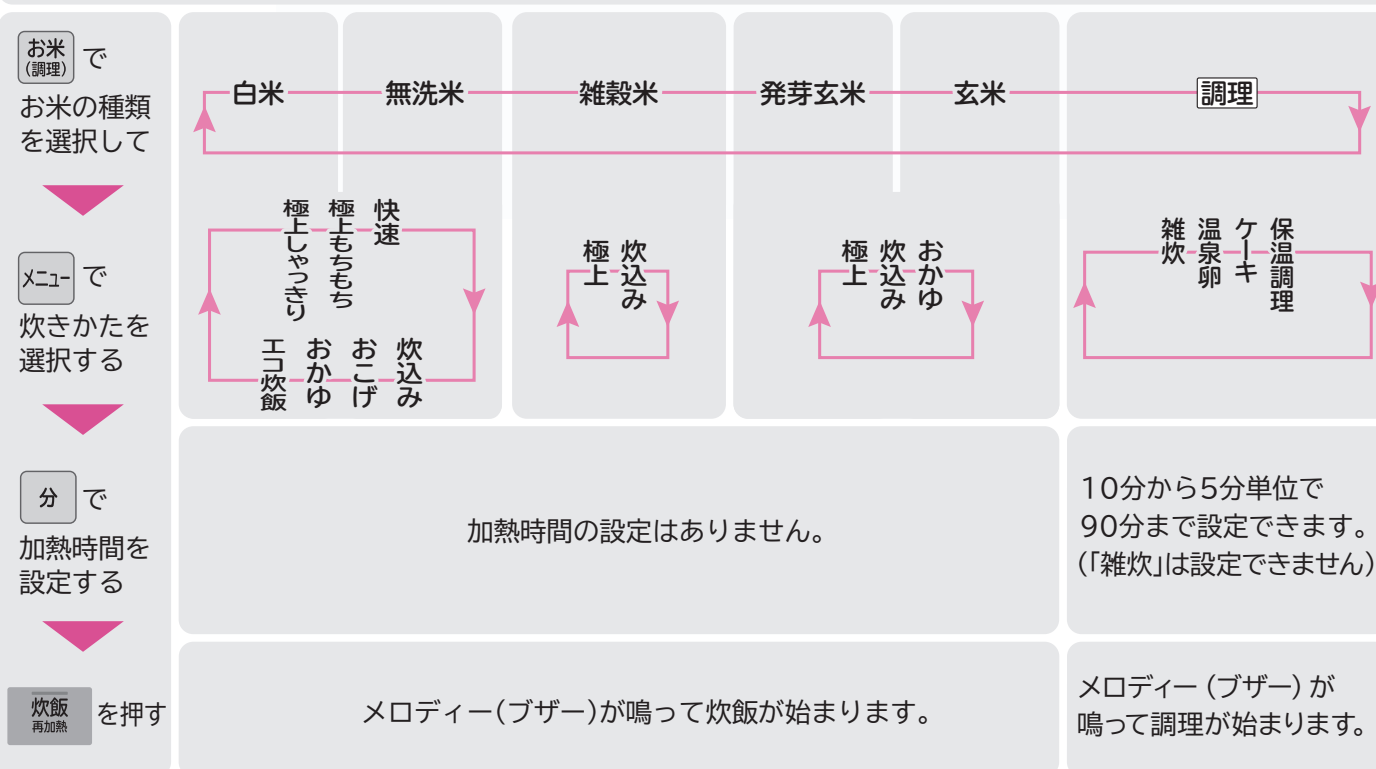 お米
(調理)
で
お米の種類
を選択して
白米
無洗米
雑穀米
発芽玄米
玄米
調理
メニュー
で
炊きかたを
選択する
極上しゃっきり
極上もちもち
快速
エコ炊飯
おかゆ
おこげ
炊込み
極上
炊込み
極上
炊込み
おかゆ
雑炊
温泉卵
ケーキ
保温調理
分
で
加熱時間を
設定する
加熱時間の設定はありません。
10分から5分単位で
90分まで設定できます。
(「雑炊」は設定できません)
炊飯
再加熱
を押す
メロディー(ブザー)が鳴って炊飯が始まります。
メロディー (ブザー) が
鳴って調理が始まります。